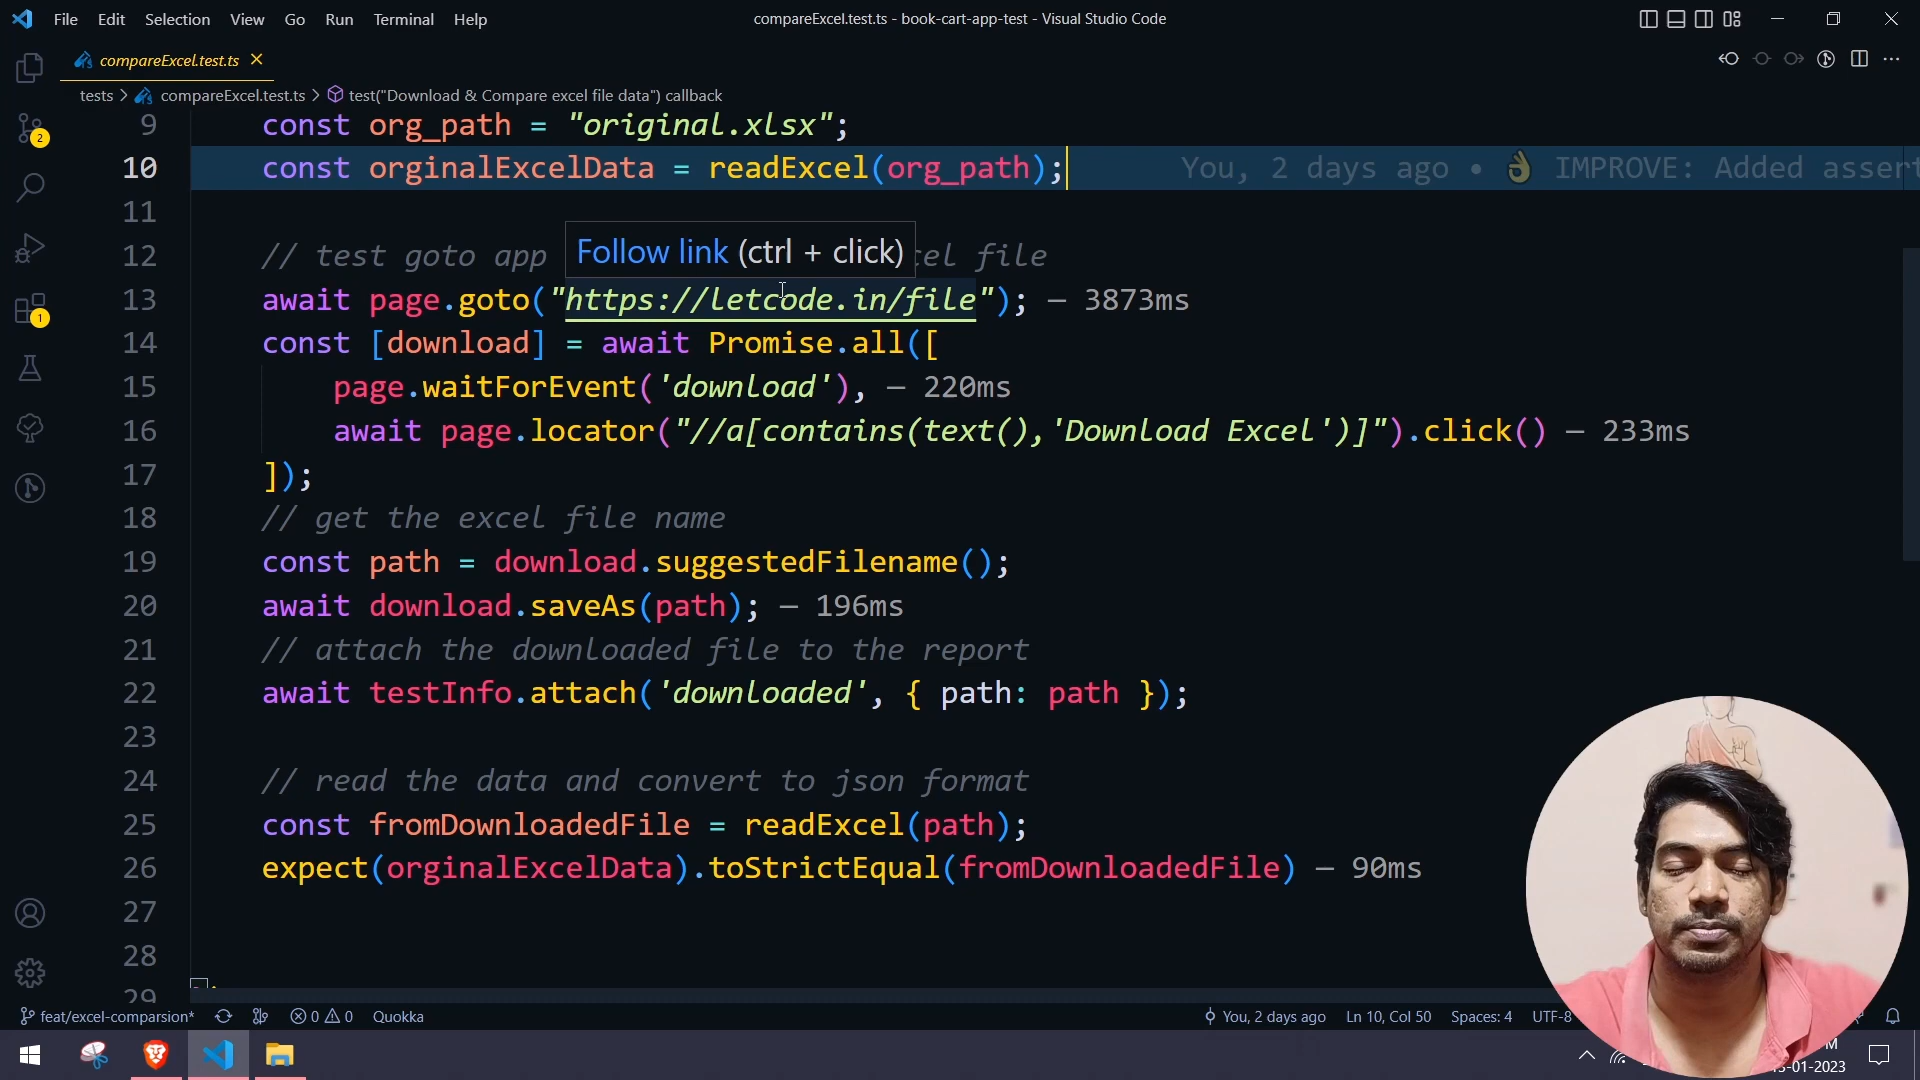 File Edit Selection View Go Run Terminal Help
compareExcel.test.ts - book-cart-app-test - Visual Studio Code
compareExcel.test.ts
tests > compareExcel.test.ts > test("Download & Compare excel file data") callback
9 const org_path = "original.xlsx";
10 const orginalExcelData = readExcel(org_path); You, 2 days ago • 👌 IMPROVE: Added assert
11
Follow link (ctrl + click)
12 // test goto app cel file
13 await page.goto("https://letcode.in/file"); — 3873ms
14 const [download] = await Promise.all([
15 page.waitForEvent('download'), — 220ms
16 await page.locator("//a[contains(text(),'Download Excel')]").click() — 233ms
17 ]);
18 // get the excel file name
19 const path = download.suggestedFilename();
20 await download.saveAs(path); — 196ms
21 // attach the downloaded file to the report
22 await testInfo.attach('downloaded', { path: path });
23
24 // read the data and convert to json format
25 const fromDownloadedFile = readExcel(path);
26 expect(orginalExcelData).toStrictEqual(fromDownloadedFile) — 90ms
27
28
29
2
1
feat/excel-comparsion* 0 0 Quokka You, 2 days ago Ln 10, Col 50 Spaces: 4 UTF-8
-01-2023